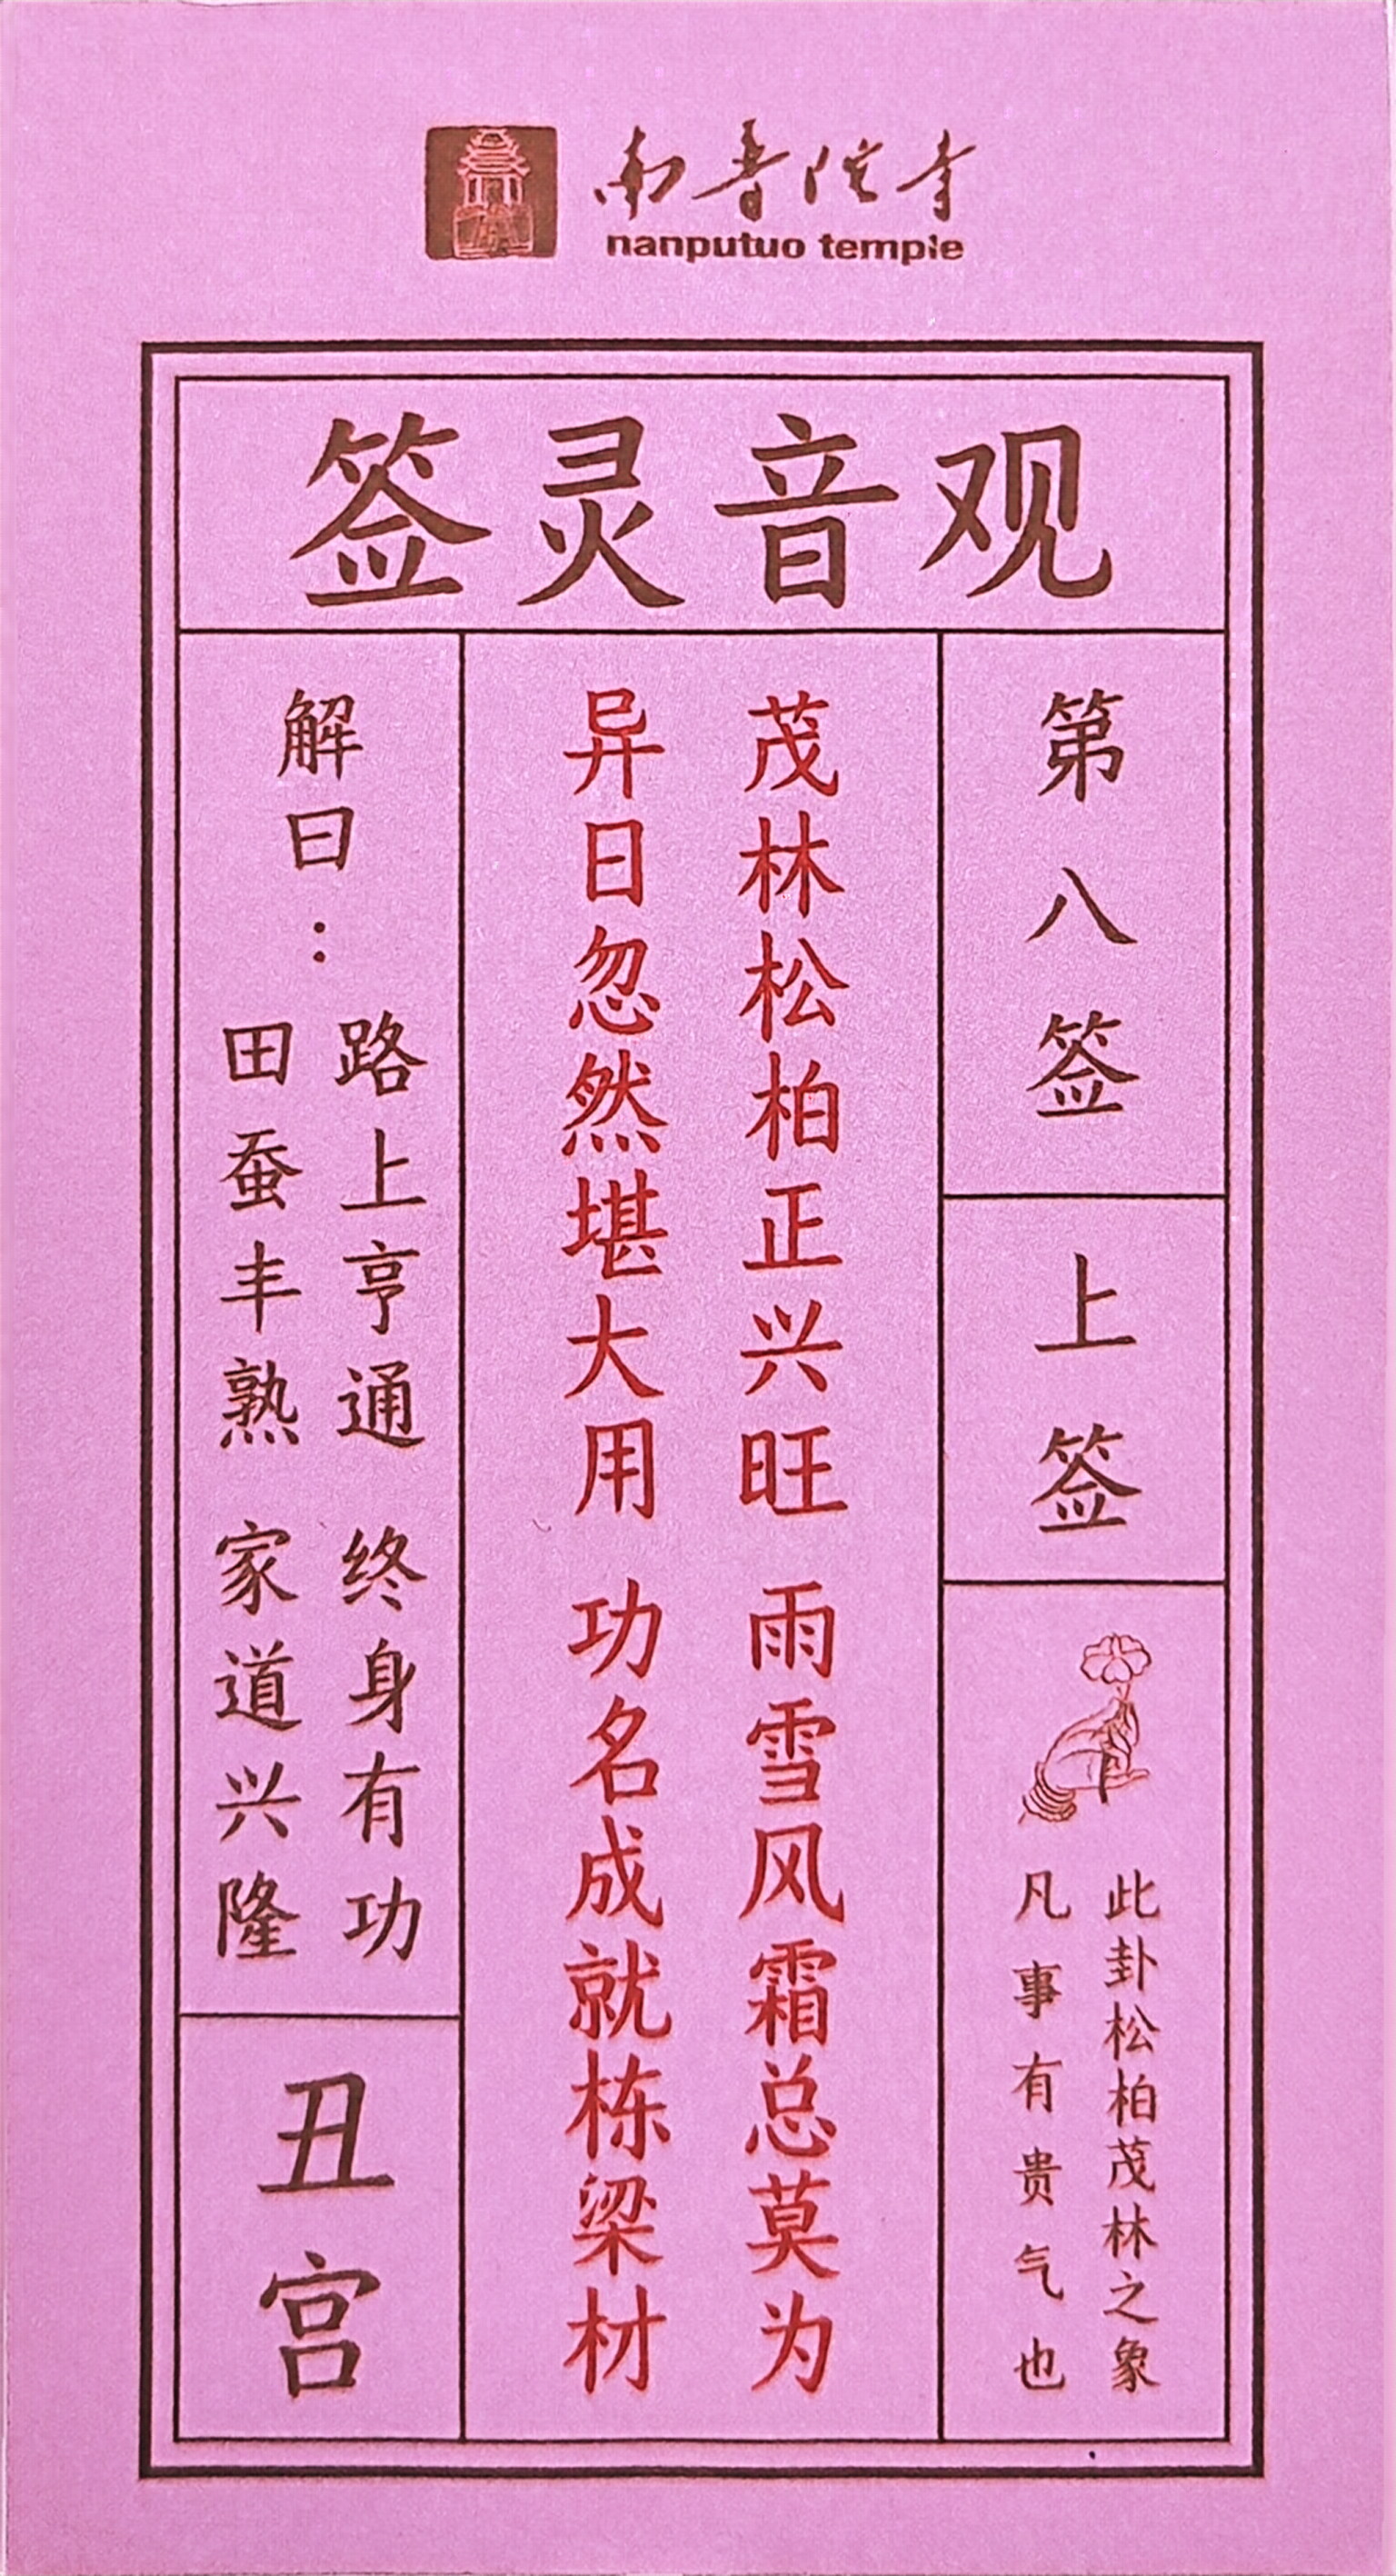 南普陀寺
nanputuo temple
观音灵签
第八签
上签
此卦松柏茂林之象
凡事有贵气也
茂林松柏正兴旺 雨雪风霜总莫为
异日忽然堪大用 功名成就栋梁材
解曰：
路上亨通 终身有功
田蚕丰熟 家道兴隆
丑宫